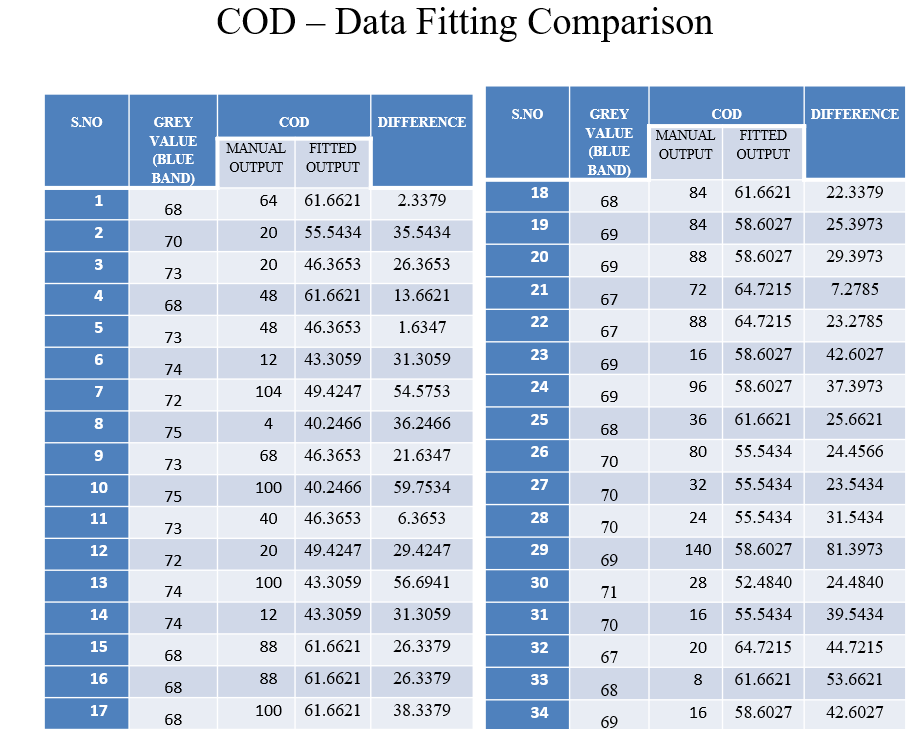 COD – Data Fitting Comparison
S.NO GREY VALUE (BLUE BAND) COD DIFFERENCE
MANUAL OUTPUT FITTED OUTPUT
1 68 64 61.6621 2.3379
2 70 20 55.5434 35.5434
3 73 20 46.3653 26.3653
4 68 48 61.6621 13.6621
5 73 48 46.3653 1.6347
6 74 12 43.3059 31.3059
7 72 104 49.4247 54.5753
8 75 4 40.2466 36.2466
9 73 68 46.3653 21.6347
10 75 100 40.2466 59.7534
11 73 40 46.3653 6.3653
12 72 20 49.4247 29.4247
13 74 100 43.3059 56.6941
14 74 12 43.3059 31.3059
15 68 88 61.6621 26.3379
16 68 88 61.6621 26.3379
17 68 100 61.6621 38.3379
S.NO GREY VALUE (BLUE BAND) COD DIFFERENCE
MANUAL OUTPUT FITTED OUTPUT
18 68 84 61.6621 22.3379
19 69 84 58.6027 25.3973
20 69 88 58.6027 29.3973
21 67 72 64.7215 7.2785
22 67 88 64.7215 23.2785
23 69 16 58.6027 42.6027
24 69 96 58.6027 37.3973
25 68 36 61.6621 25.6621
26 70 80 55.5434 24.4566
27 70 32 55.5434 23.5434
28 70 24 55.5434 31.5434
29 69 140 58.6027 81.3973
30 71 28 52.4840 24.4840
31 70 16 55.5434 39.5434
32 67 20 64.7215 44.7215
33 68 8 61.6621 53.6621
34 69 16 58.6027 42.6027